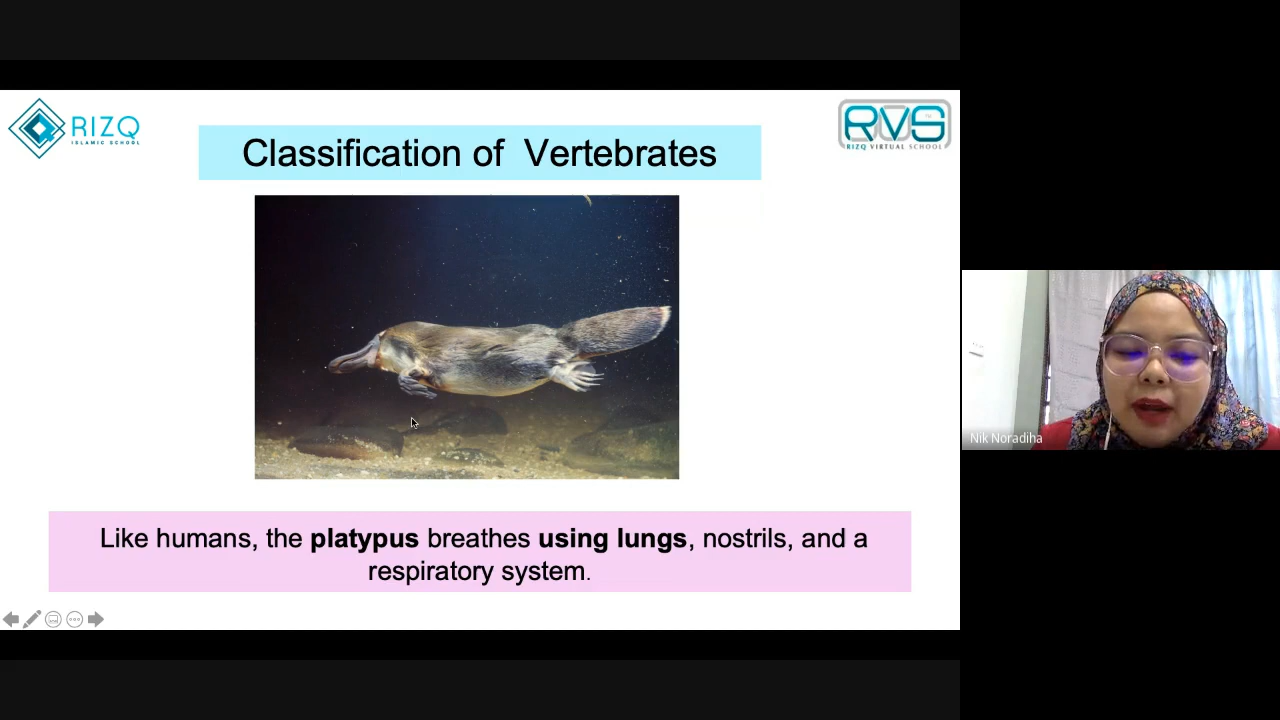 RIZQ
ISLAMIC SCHOOL
RVS
RIZQ VIRTUAL SCHOOL
Classification of Vertebrates
Like humans, the platypus breathes using lungs, nostrils, and a
respiratory system.
Nik Noradiha